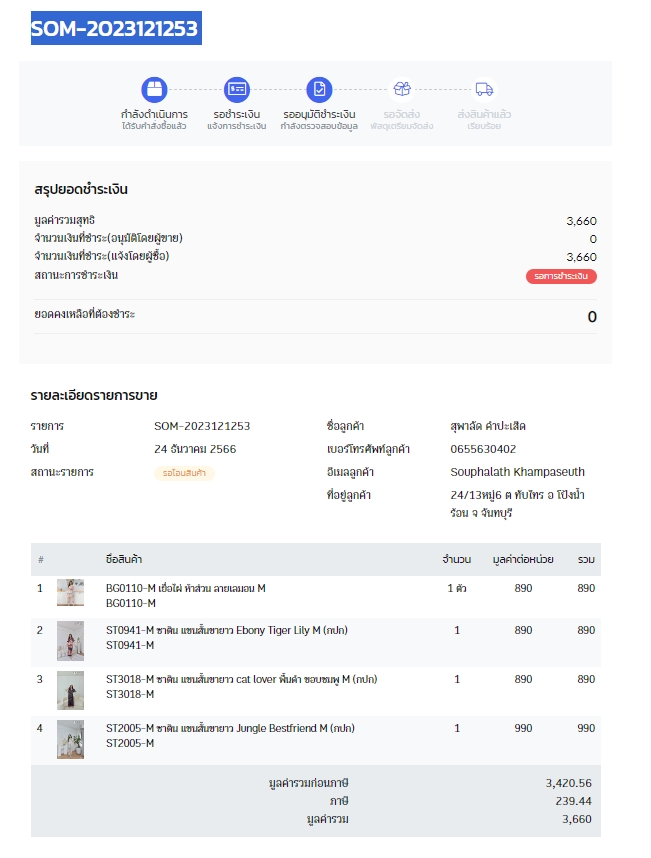 SOM-2023121253
กำลังดำเนินการ
ได้รับคำสั่งซื้อแล้ว
รอชำระเงิน
แจ้งการชำระเงิน
รออนุมัติชำระเงิน
กำลังตรวจสอบข้อมูล
รอจัดส่ง
พัสดุเตรียมจัดส่ง
ส่งสินค้าแล้ว
เรียบร้อย
สรุปยอดชำระเงิน
มูลค่ารวมสุทธิ 3,660
จำนวนเงินที่ชำระ(อนุมัติโดยผู้ขาย) 0
จำนวนเงินที่ชำระ(แจ้งโดยผู้ซื้อ) 3,660
สถานะการชำระเงิน รอการชำระเงิน
ยอดคงเหลือที่ต้องชำระ 0
รายละเอียดรายการขาย
รายการ SOM-2023121253
วันที่ 24 ธันวาคม 2566
สถานะรายการ รอโอนสินค้า
ชื่อลูกค้า สุพาลัด คำปะเสิด
เบอร์โทรศัพท์ลูกค้า 0655630402
อีเมลลูกค้า Souphalath Khampaseuth
ที่อยู่ลูกค้า 24/13หมู่6 ต ทับไทร อ โป่งน้ำ
ร้อน จ จันทบุรี
# ชื่อสินค้า จำนวน มูลค่าต่อหน่วย รวม
1 BG0110-M เยื่อไผ่ ห้าส่วน ลายเลมอน M 1 ตัว 890 890
BG0110-M
2 ST0941-M ซาติน แขนสั้นขายาว Ebony Tiger Lily M (กปก) 1 890 890
ST0941-M
3 ST3018-M ซาติน แขนสั้นขายาว cat lover พื้นดำ ขอบชมพู M (กปก) 1 890 890
ST3018-M
4 ST2005-M ซาติน แขนสั้นขายาว Jungle Bestfriend M (กปก) 1 990 990
ST2005-M
มูลค่ารวมก่อนภาษี 3,420.56
ภาษี 239.44
มูลค่ารวม 3,660